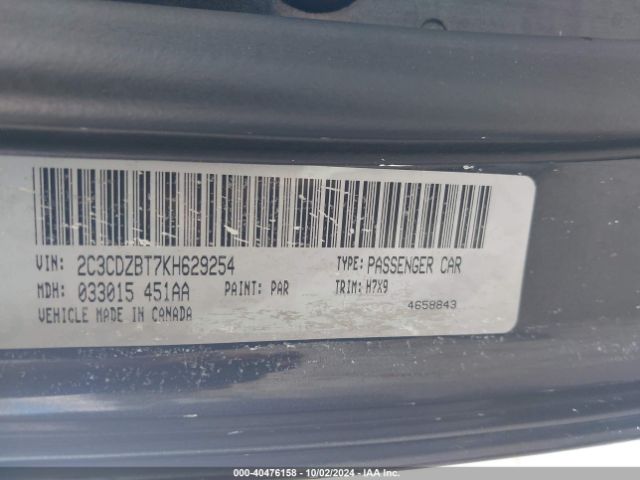 VIN: 2C3CDZBT7KH629254 TYPE: PASSENGER CAR
MDH: 033015 451AA PAINT: PAR TRIM: H7X9
VEHICLE MADE IN CANADA 4658843
000-40476158 - 10/02/2024 - IAA Inc.